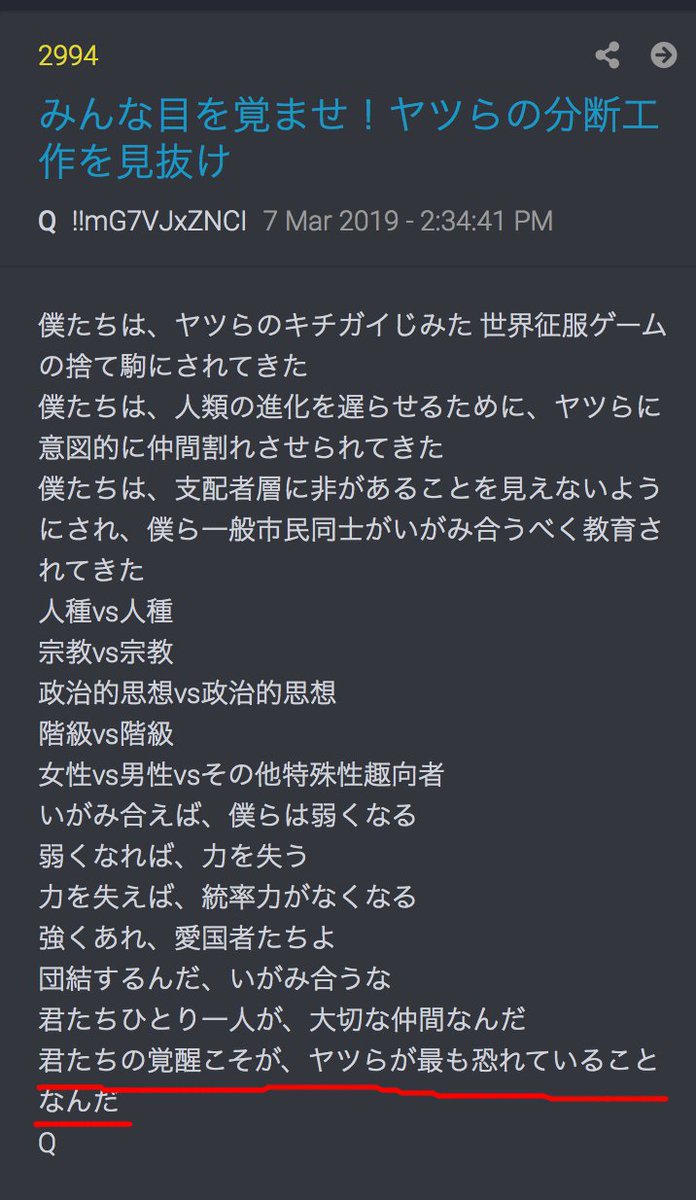 2994
みんな目を覚ませ！ヤツらの分断工
作を見抜け
Q !!mG7VJxZNCI 7 Mar 2019 - 2:34:41 PM
僕たちは、ヤツらのキチガイじみた 世界征服ゲーム
の捨て駒にされてきた
僕たちは、人類の進化を遅らせるために、ヤツらに
意図的に仲間割れさせられてきた
僕たちは、支配者層に非があることを見えないよう
にされ、僕ら一般市民同士がいがみ合うべく教育さ
れてきた
人種vs人種
宗教vs宗教
政治的思想vs政治的思想
階級vs階級
女性vs男性vsその他特殊性趣向者
いがみ合えば、僕らは弱くなる
弱くなれば、力を失う
力を失えば、統率力がなくなる
強くあれ、愛国者たちよ
団結するんだ、いがみ合うな
君たちひとり一人が、大切な仲間なんだ
君たちの覚醒こそが、ヤツらが最も恐れていること
なんだ
Q